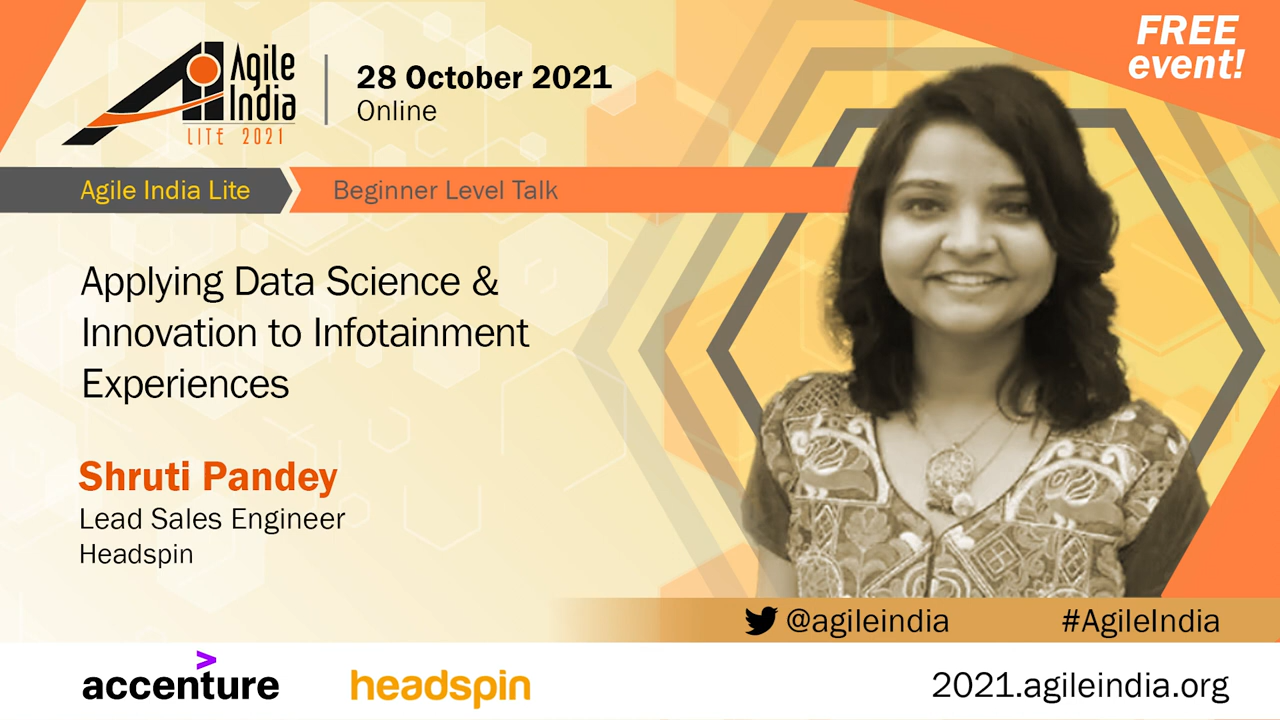 FREE
event!
Agile
India
LITE 2021
28 October 2021
Online
Agile India Lite
Beginner Level Talk
Applying Data Science &
Innovation to Infotainment
Experiences
Shruti Pandey
Lead Sales Engineer
Headspin
@agileindia
#AgileIndia
accenture
headspin
2021.agileindia.org